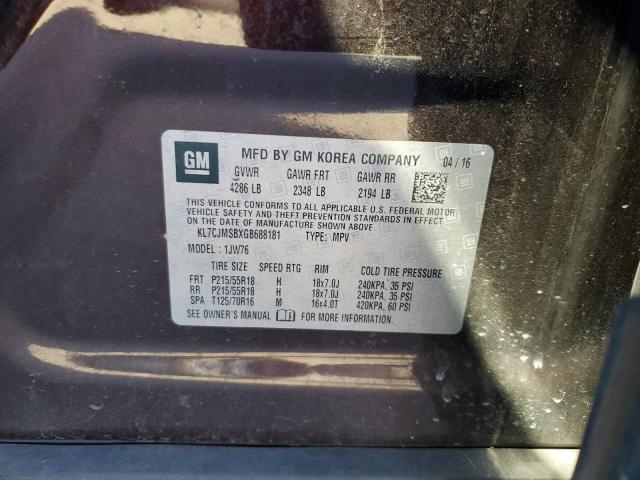 GM MFD BY GM KOREA COMPANY 04/16
GVWR GAWR FRT GAWR RR
4286 LB 2348 LB 2194 LB
THIS VEHICLE CONFORMS TO ALL APPLICABLE U.S. FEDERAL MOTOR
VEHICLE SAFETY, BUMPER, AND THEFT PREVENTION STANDARDS IN EFFECT
ON THE DATE OF MANUFACTURE SHOWN ABOVE.
KL7CJMSBXGB688181 TYPE: MPV
MODEL: 1JW76
TIRE SIZE SPEED RTG RIM COLD TIRE PRESSURE
FRT P215/55R18 H 18x7.0J 240KPA, 35 PSI
RR P215/55R18 H 18x7.0J 240KPA, 35 PSI
SPA T125/70R16 M 16x4.0T 420KPA, 60 PSI
SEE OWNER'S MANUAL FOR MORE INFORMATION.